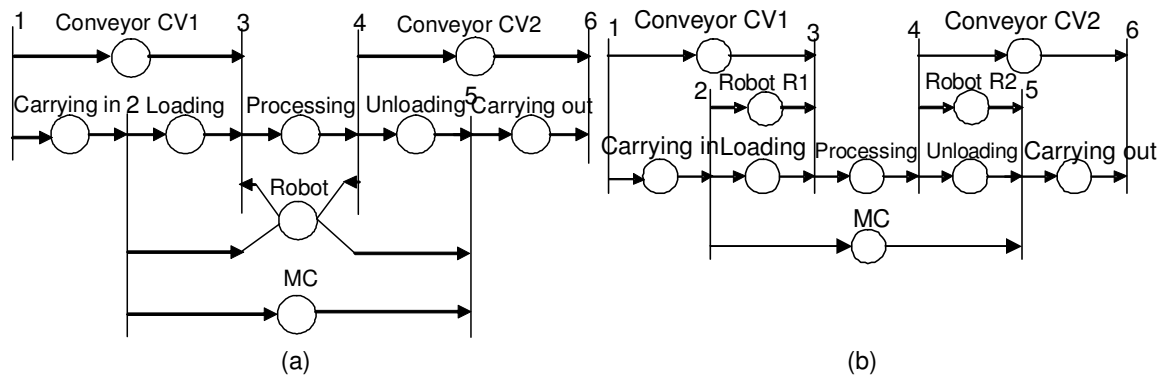 1 Conveyor CV1 3 4 Conveyor CV2 6
Carrying in 2 Loading Processing Unloading 5 Carrying out
Robot
MC
(a)
1 Conveyor CV1 3 4 Conveyor CV2 6
2 Robot R1 Robot R2 5
Carrying in Loading Processing Unloading Carrying out
MC
(b)